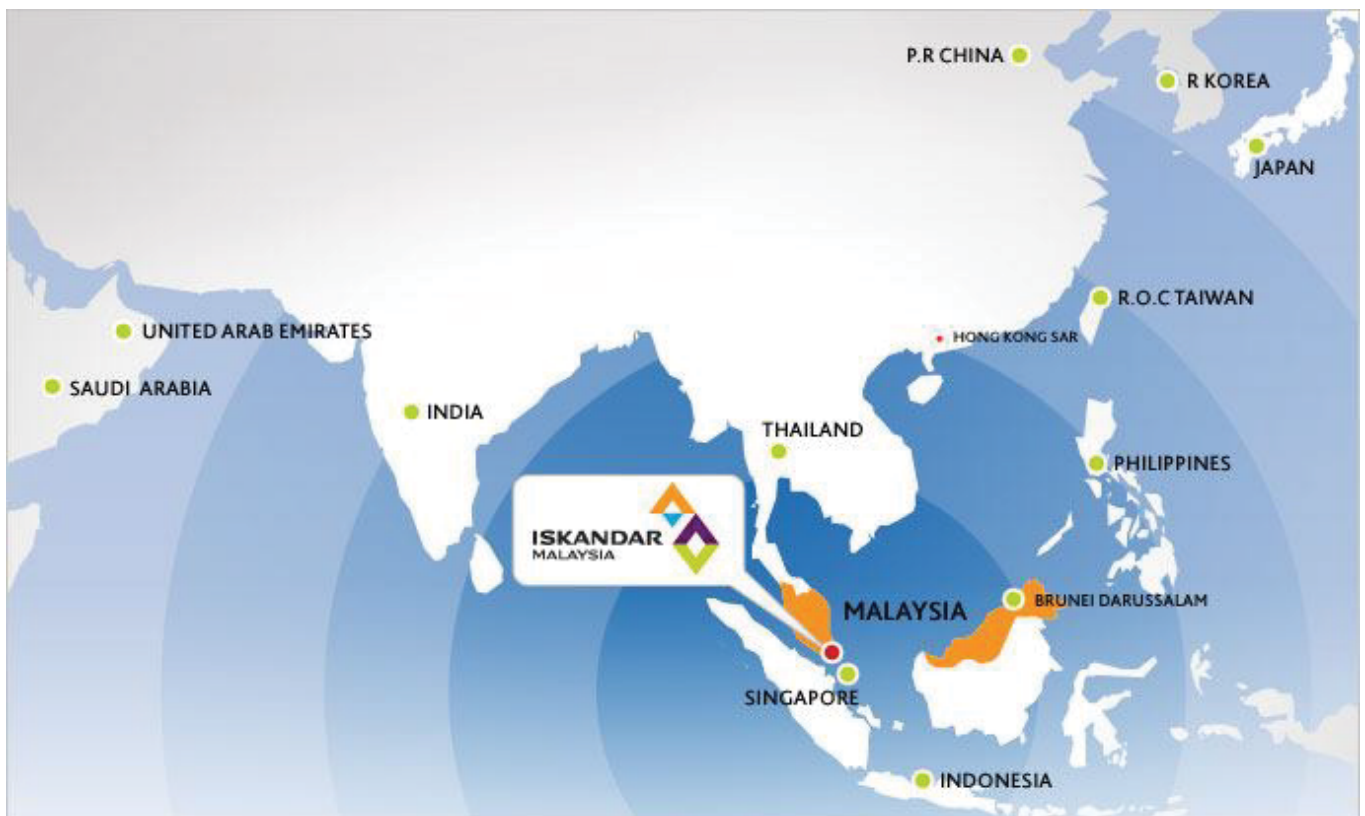 P.R CHINA
R KOREA
JAPAN
R.O.C TAIWAN
UNITED ARAB EMIRATES
HONG KONG SAR
SAUDI ARABIA
INDIA
THAILAND
PHILIPPINES
ISKANDAR
MALAYSIA
MALAYSIA
BRUNEI DARUSSALAM
SINGAPORE
INDONESIA